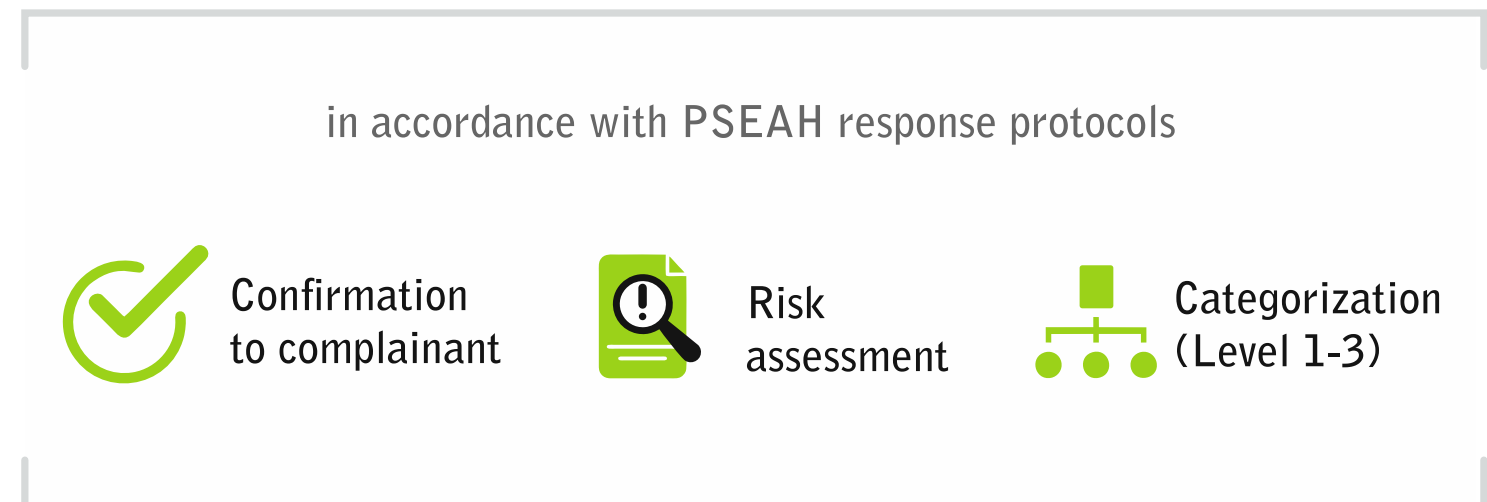 in accordance with PSEAH response protocols
Confirmation
to complainant
Risk
assessment
Categorization
(Level 1-3)